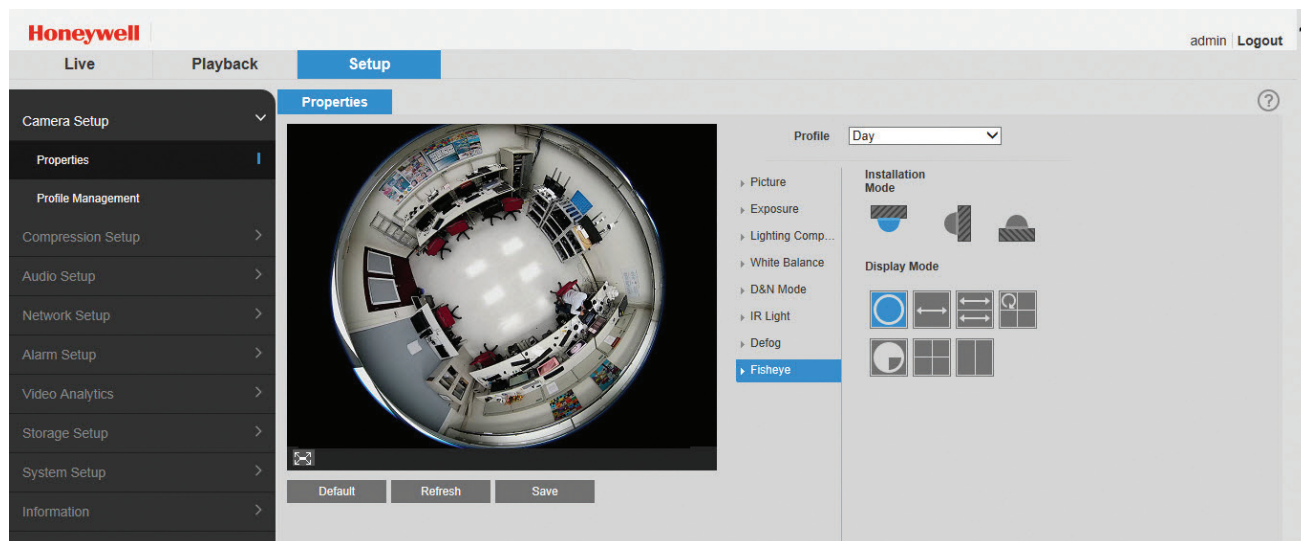 Honeywell
admin Logout
Live Playback Setup
Camera Setup
Properties
Profile Management
Compression Setup
Audio Setup
Network Setup
Alarm Setup
Video Analytics
Storage Setup
System Setup
Information
Properties
Profile Day
Picture
Exposure
Lighting Comp...
White Balance
D&N Mode
IR Light
Defog
Fisheye
Installation
Mode
Display Mode
Default Refresh Save
?